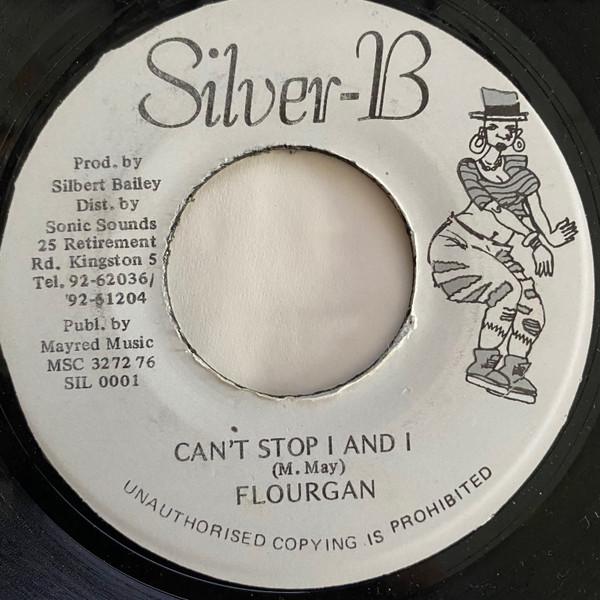 Silver-B
Prod. by
Silbert Bailey
Dist. by
Sonic Sounds
25 Retirement
Rd. Kingston 5
Tel. 92-62036/
'92-61204
Publ. by
Mayred Music
MSC 3272 76
SIL 0001
CAN'T STOP I AND I
(M. May)
FLOURGAN
UNAUTHORISED COPYING IS PROHIBITED